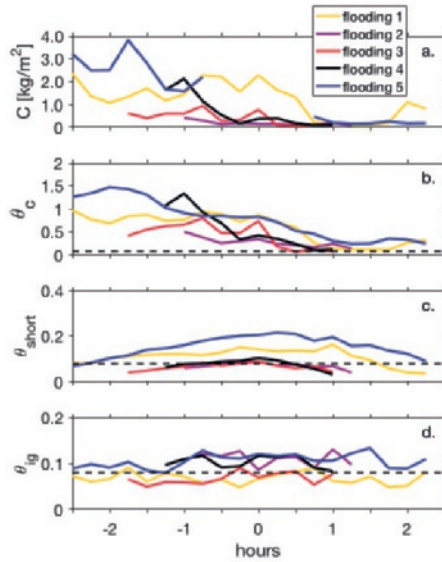 flooding 1
flooding 2
flooding 3
flooding 4
flooding 5
a.
C [kg/m²]
4.0
3.0
2.0
1.0
0
b.
θc
2
1.5
1
0.5
0
c.
θshort
0.4
0.2
0
d.
θig
0.2
0.1
0
-2 -1 0 1 2
hours